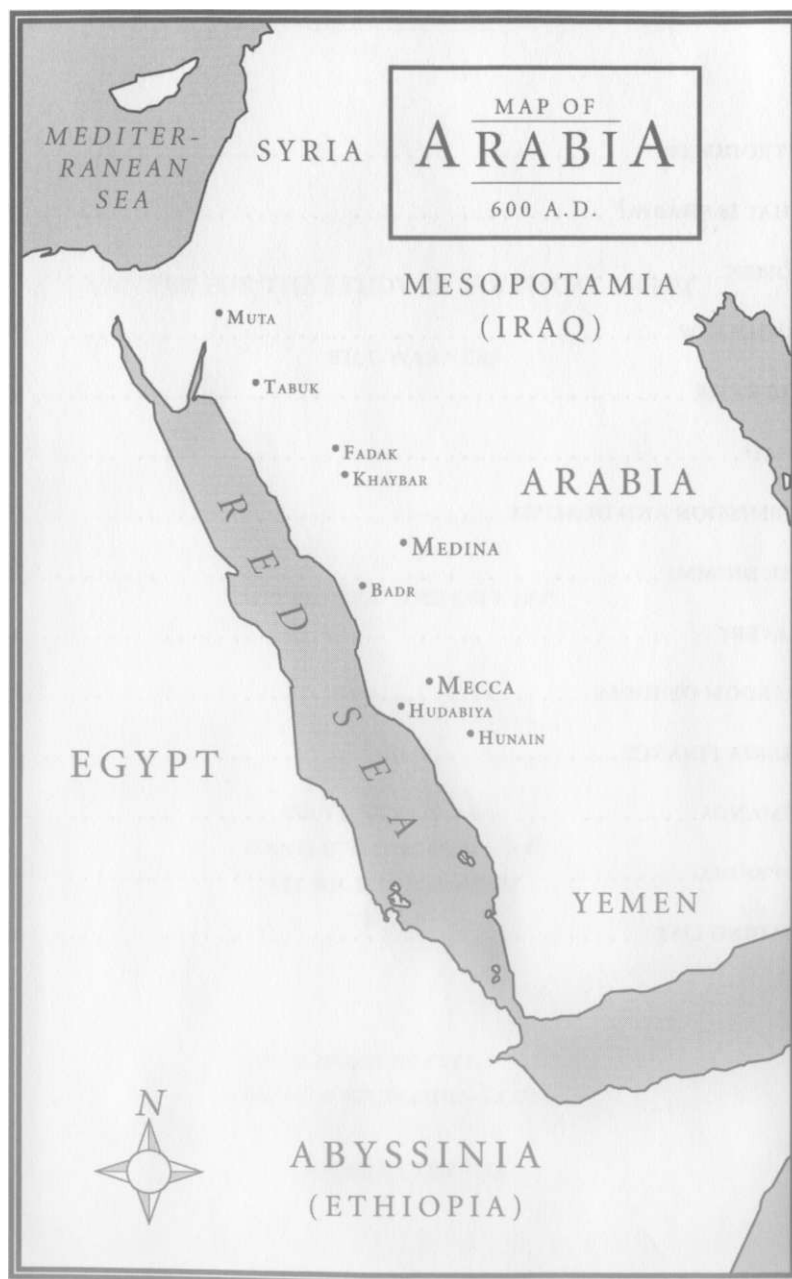 MAP OF
ARABIA
600 A.D.
MEDITER-
RANEAN
SEA
SYRIA
MESOPOTAMIA
(IRAQ)
MUTA
TABUK
FADAK
KHAYBAR
ARABIA
MEDINA
BADR
RED SEA
MECCA
HUDABIYA
HUNAIN
EGYPT
YEMEN
N
ABYSSINIA
(ETHIOPIA)